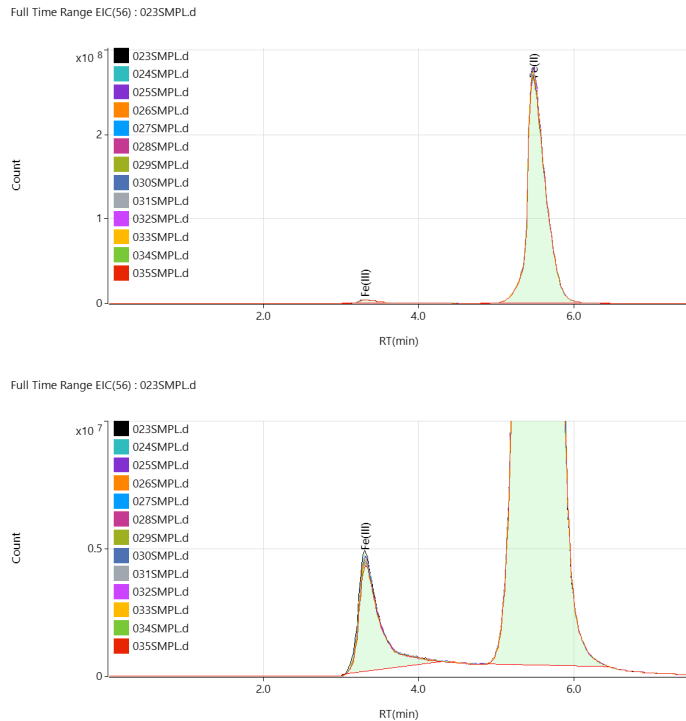 Full Time Range EIC(56) : 023SMPL.d
x10 8
023SMPL.d
024SMPL.d
025SMPL.d
026SMPL.d
027SMPL.d
028SMPL.d
029SMPL.d
030SMPL.d
031SMPL.d
032SMPL.d
033SMPL.d
034SMPL.d
035SMPL.d
Fe(III)
Fe(II)
Count
2
1
0
2.0
4.0
6.0
RT(min)
Full Time Range EIC(56) : 023SMPL.d
x10 7
023SMPL.d
024SMPL.d
025SMPL.d
026SMPL.d
027SMPL.d
028SMPL.d
029SMPL.d
030SMPL.d
031SMPL.d
032SMPL.d
033SMPL.d
034SMPL.d
035SMPL.d
Fe(III)
Count
0.5
0
2.0
4.0
6.0
RT(min)